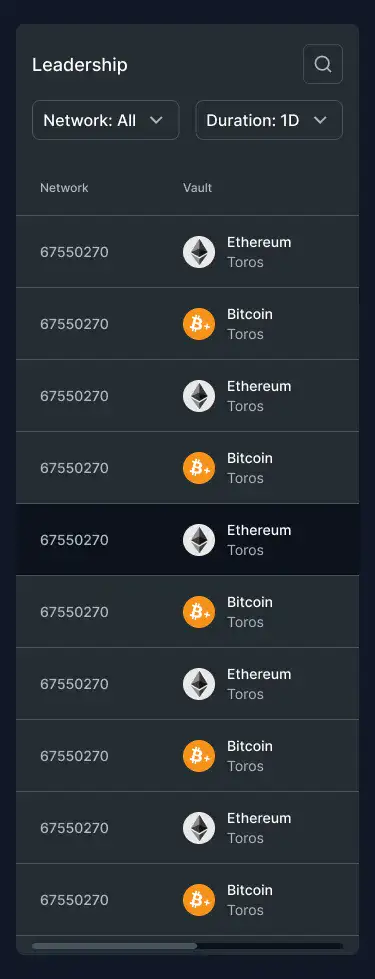 Leadership
Network: All
Duration: 1D
Network Vault
67550270 Ethereum
Toros
67550270 Bitcoin
Toros
67550270 Ethereum
Toros
67550270 Bitcoin
Toros
67550270 Ethereum
Toros
67550270 Bitcoin
Toros
67550270 Ethereum
Toros
67550270 Bitcoin
Toros
67550270 Ethereum
Toros
67550270 Bitcoin
Toros